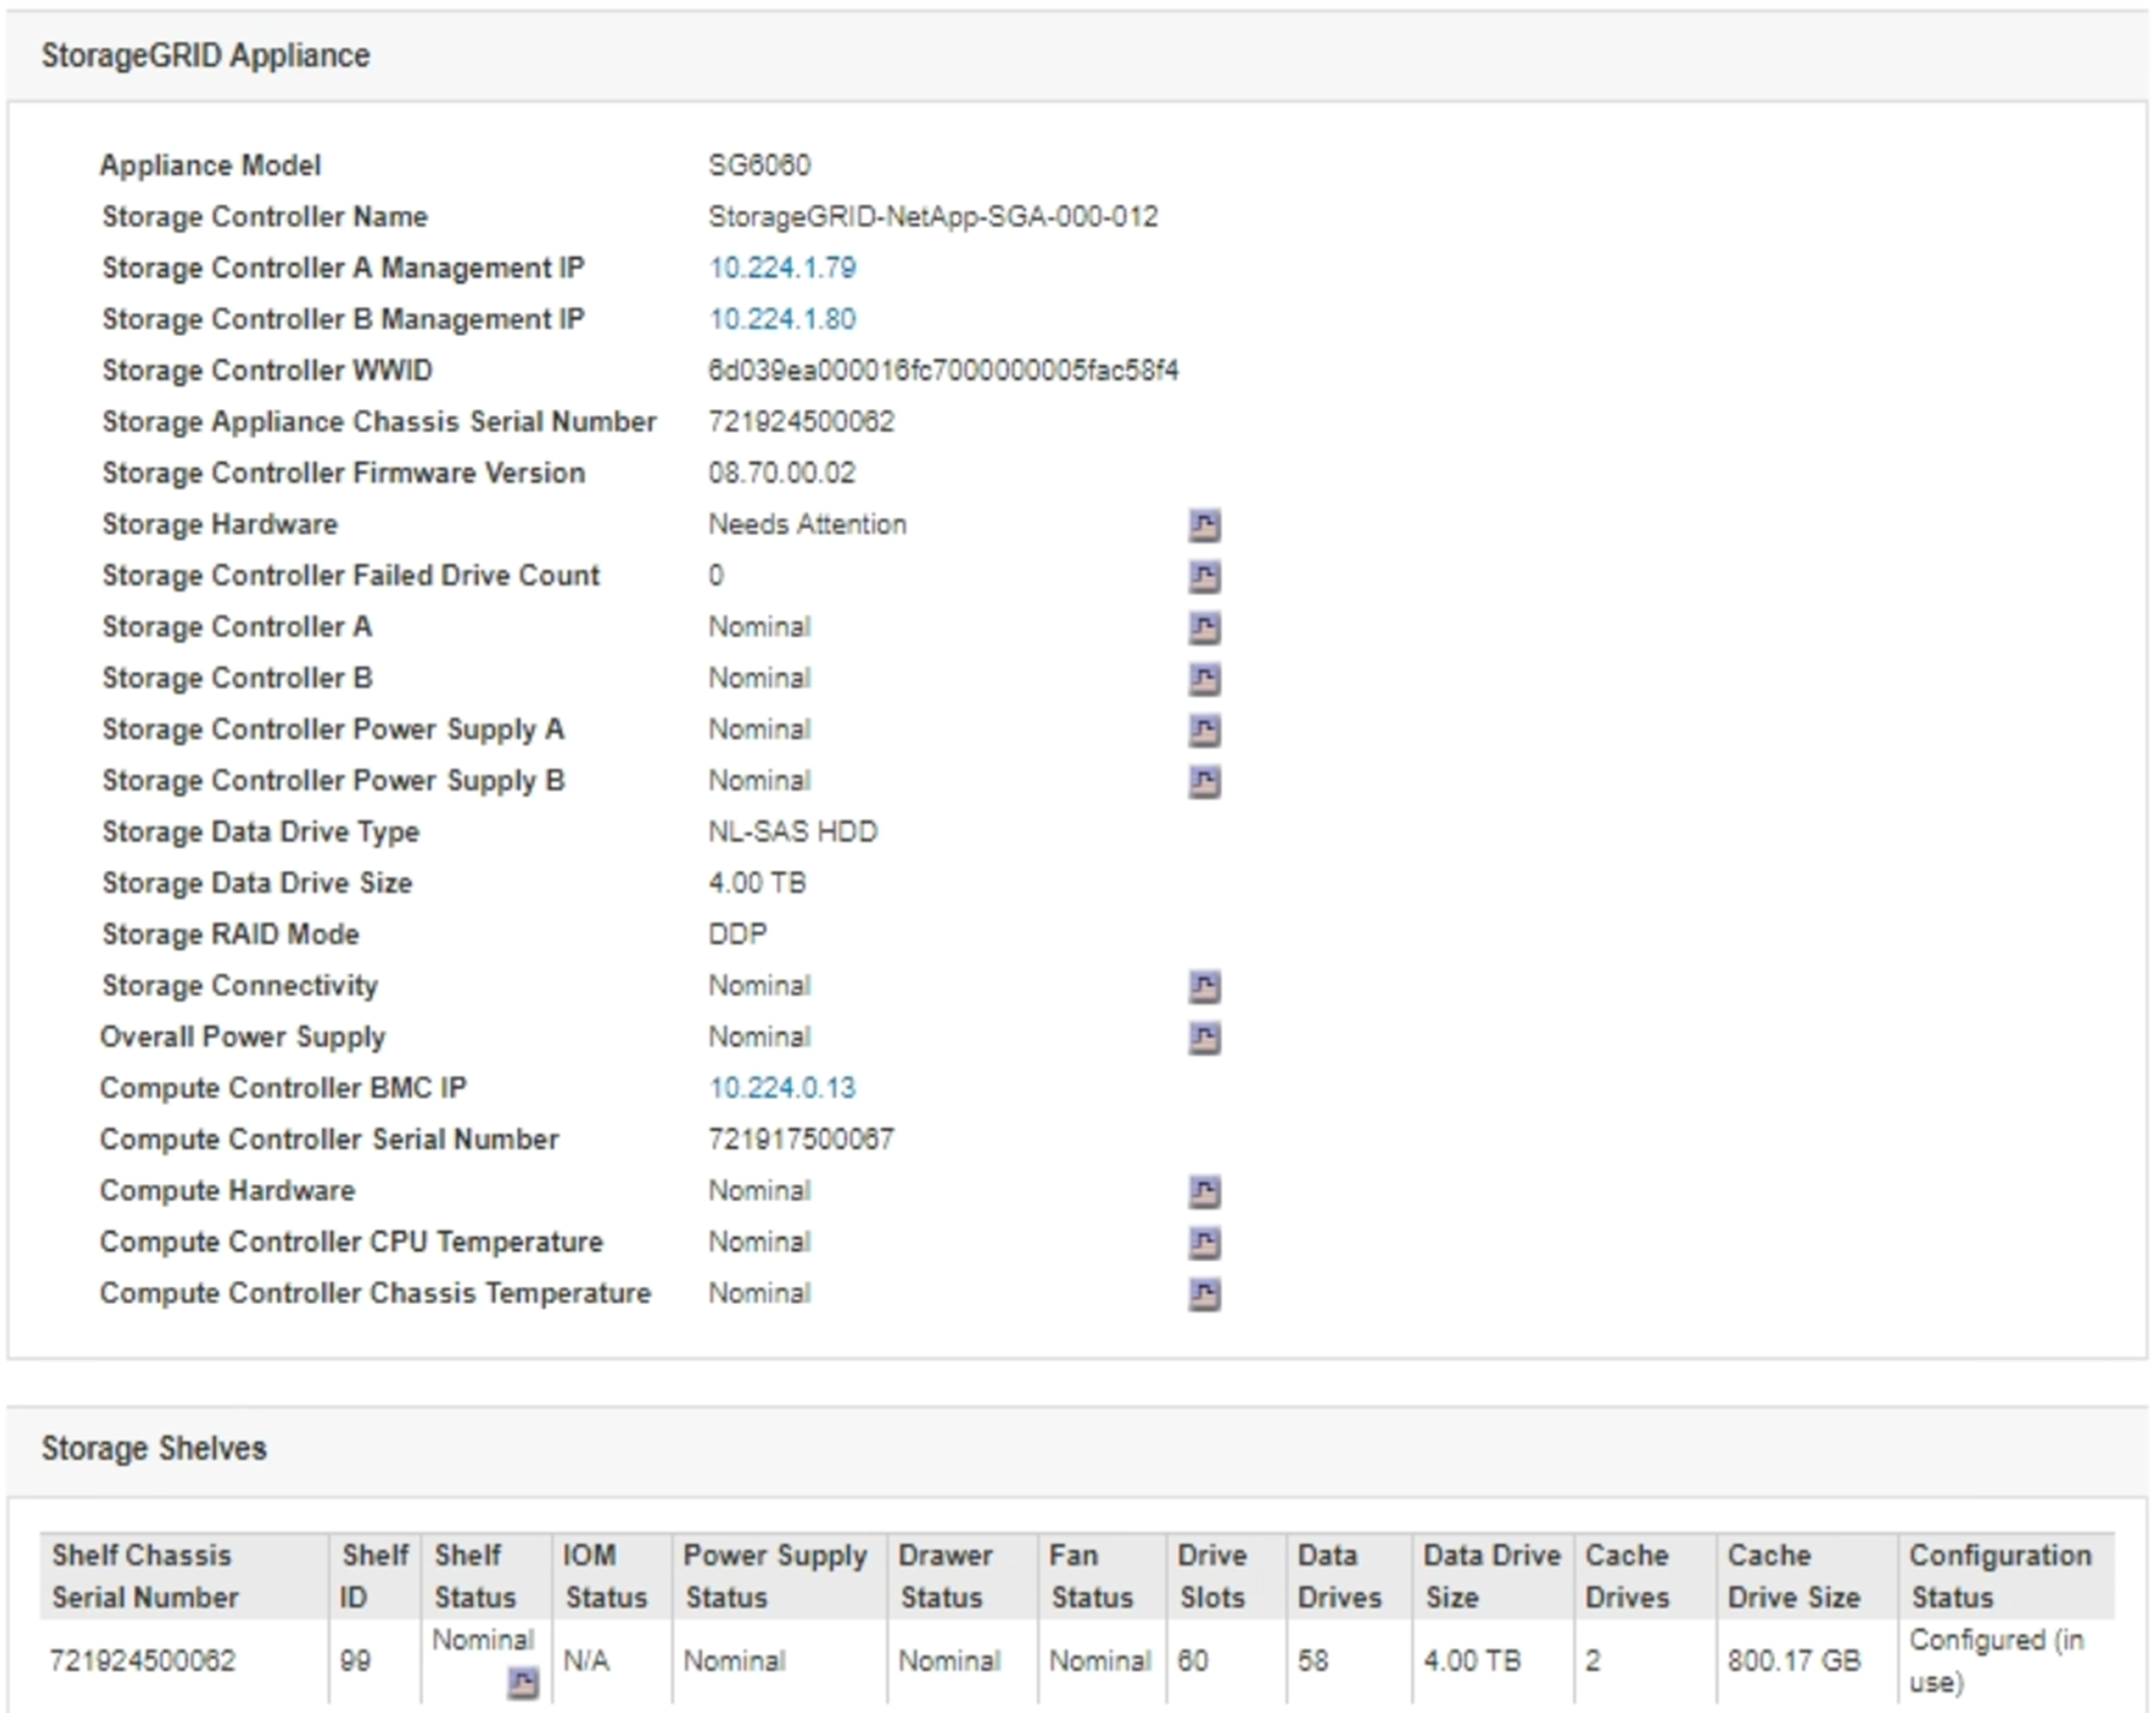 StorageGRID Appliance
Appliance Model SG6060
Storage Controller Name StorageGRID-NetApp-SGA-000-012
Storage Controller A Management IP 10.224.1.79
Storage Controller B Management IP 10.224.1.80
Storage Controller WWID 6d039ea000016fc7000000005fac58f4
Storage Appliance Chassis Serial Number 721924500062
Storage Controller Firmware Version 08.70.00.02
Storage Hardware Needs Attention
Storage Controller Failed Drive Count 0
Storage Controller A Nominal
Storage Controller B Nominal
Storage Controller Power Supply A Nominal
Storage Controller Power Supply B Nominal
Storage Data Drive Type NL-SAS HDD
Storage Data Drive Size 4.00 TB
Storage RAID Mode DDP
Storage Connectivity Nominal
Overall Power Supply Nominal
Compute Controller BMC IP 10.224.0.13
Compute Controller Serial Number 721917500067
Compute Hardware Nominal
Compute Controller CPU Temperature Nominal
Compute Controller Chassis Temperature Nominal
Storage Shelves
Shelf Chassis Shelf Shelf IOM Power Supply Drawer Fan Drive Data Data Drive Cache Cache Configuration
Serial Number ID Status Status Status Status Status Slots Drives Size Drives Drive Size Status
721924500062 99 Nominal N/A Nominal Nominal Nominal 60 58 4.00 TB 2 800.17 GB Configured (in
use)